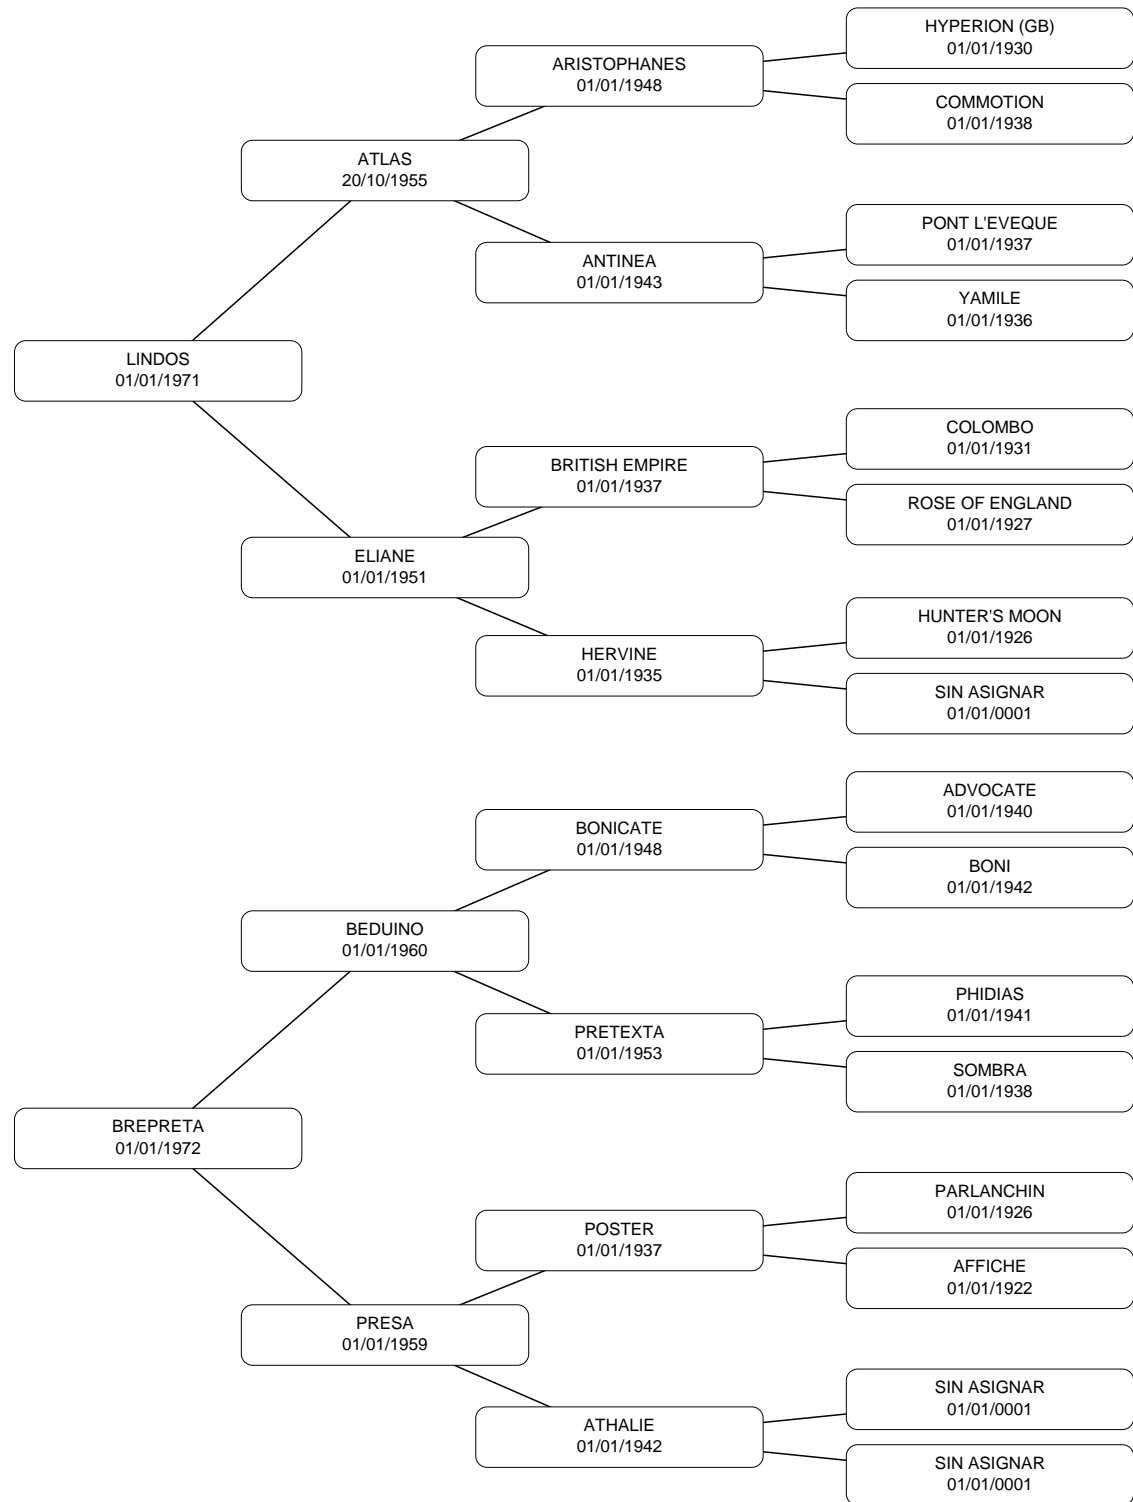 HYPERION (GB)
01/01/1930
ARISTOPHANES
01/01/1948
COMMOTION
01/01/1938
ATLAS
20/10/1955
PONT L'EVEQUE
01/01/1937
ANTINEA
01/01/1943
YAMILE
01/01/1936
LINDOS
01/01/1971
COLOMBO
01/01/1931
BRITISH EMPIRE
01/01/1937
ROSE OF ENGLAND
01/01/1927
ELIANE
01/01/1951
HUNTER'S MOON
01/01/1926
HERVINE
01/01/1935
SIN ASIGNAR
01/01/0001
ADVOCATE
01/01/1940
BONICATE
01/01/1948
BONI
01/01/1942
BEDUINO
01/01/1960
PHIDIAS
01/01/1941
PRETEXTA
01/01/1953
SOMBRA
01/01/1938
BREPRETA
01/01/1972
PARLANCHIN
01/01/1926
POSTER
01/01/1937
AFFICHE
01/01/1922
PRESA
01/01/1959
SIN ASIGNAR
01/01/0001
ATHALIE
01/01/1942
SIN ASIGNAR
01/01/0001